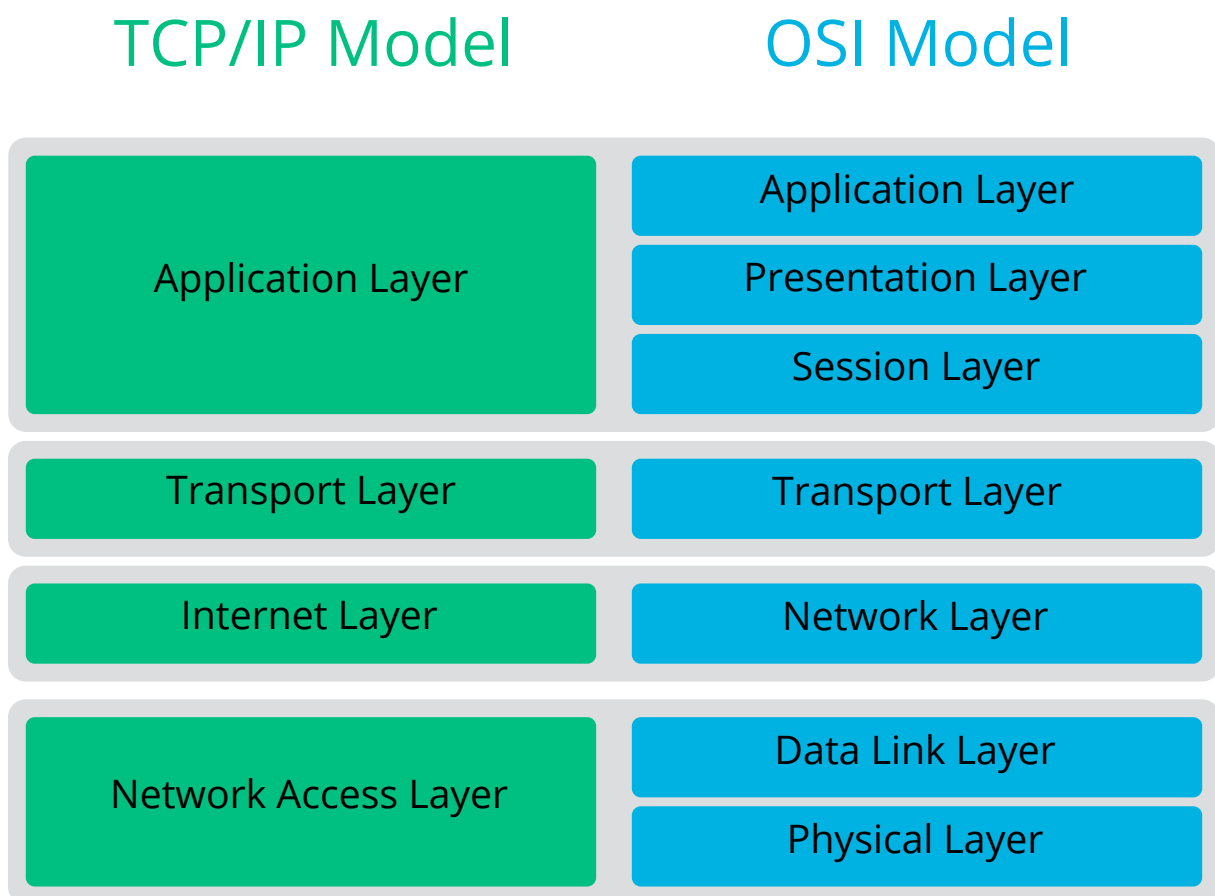 TCP/IP Model
OSI Model
Application Layer
Application Layer
Presentation Layer
Session Layer
Transport Layer
Transport Layer
Internet Layer
Network Layer
Network Access Layer
Data Link Layer
Physical Layer